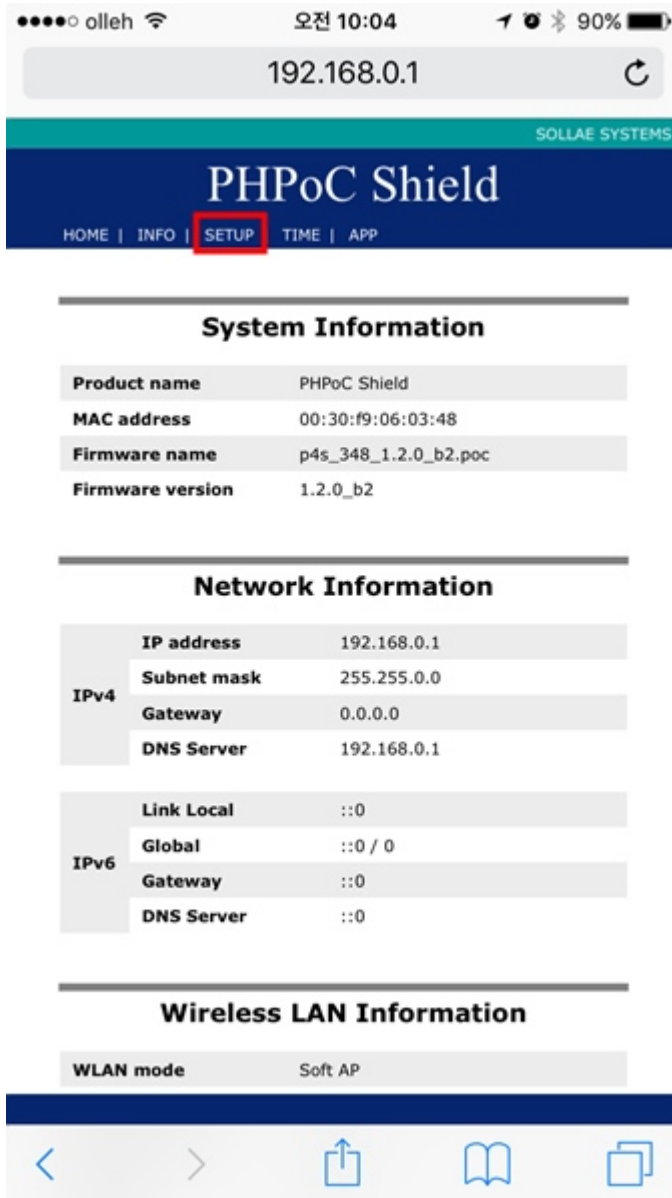 olleh 오전 10:04 90%
192.168.0.1
SOLLAE SYSTEMS
PHPoC Shield
HOME | INFO | SETUP TIME | APP
System Information
Product name PHPoC Shield
MAC address 00:30:f9:06:03:48
Firmware name p4s_348_1.2.0_b2.poc
Firmware version 1.2.0_b2
Network Information
IPv4
IP address 192.168.0.1
Subnet mask 255.255.0.0
Gateway 0.0.0.0
DNS Server 192.168.0.1
IPv6
Link Local ::0
Global ::0 / 0
Gateway ::0
DNS Server ::0
Wireless LAN Information
WLAN mode Soft AP